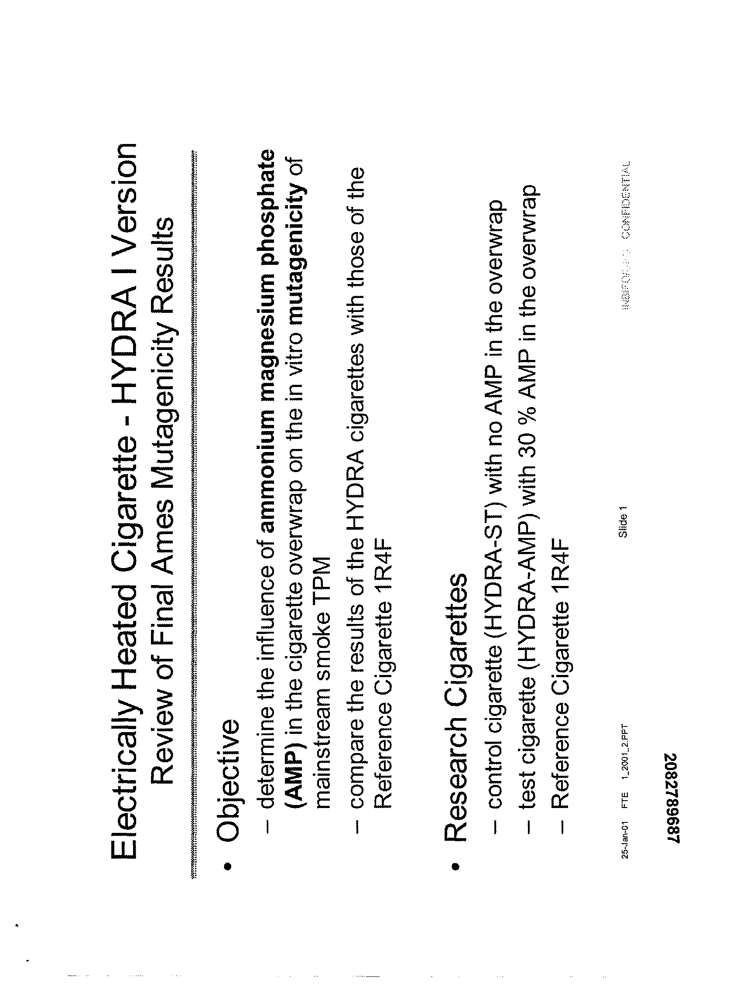 Electrically Heated Cigarette - HYDRA I Version
Review of Final Ames Mutagenicity Results
• Objective
– determine the influence of ammonium magnesium phosphate
(AMP) in the cigarette overwrap on the in vitro mutagenicity of
mainstream smoke TPM
– compare the results of the HYDRA cigarettes with those of the
Reference Cigarette 1R4F
• Research Cigarettes
– control cigarette (HYDRA-ST) with no AMP in the overwrap
– test cigarette (HYDRA-AMP) with 30 % AMP in the overwrap
– Reference Cigarette 1R4F
25-Jan-01 FTE 1_2001_2.PPT
Slide 1
CONFIDENTIAL
2082789687